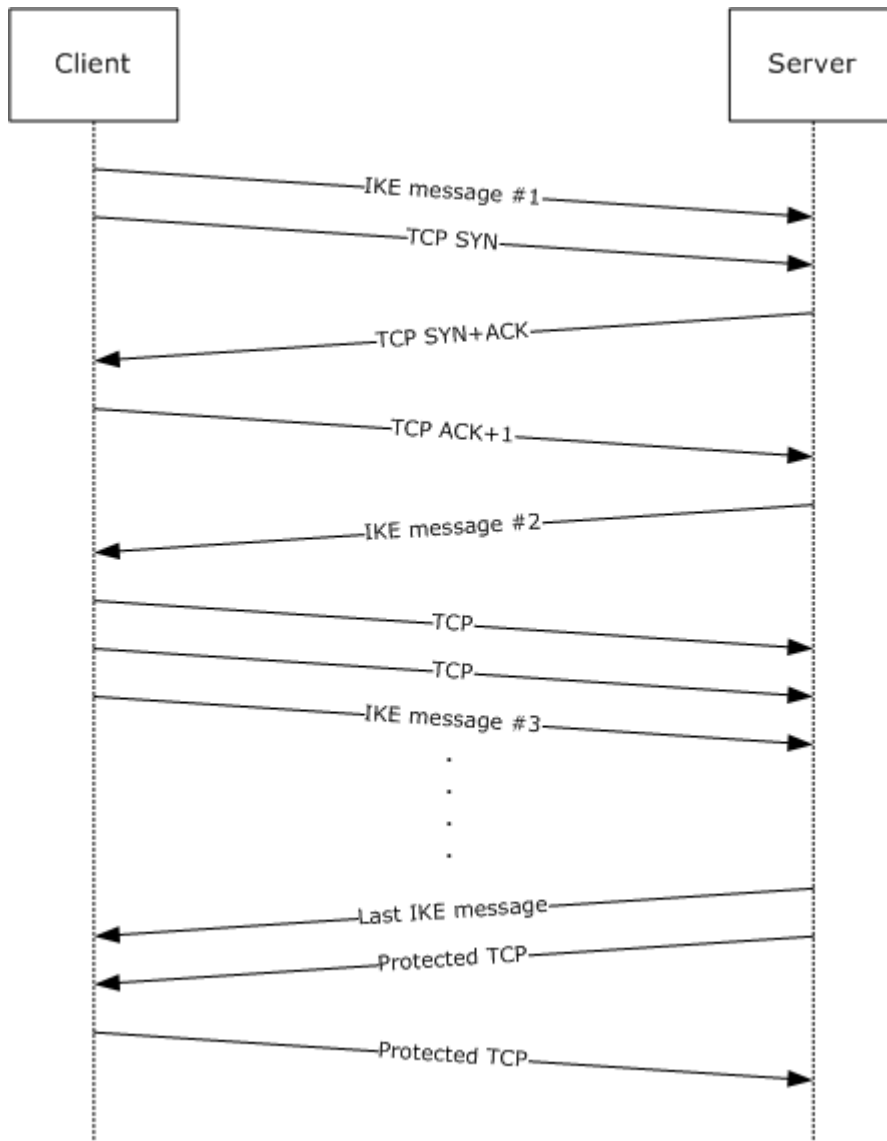 Client
Server
IKE message #1
TCP SYN
TCP SYN+ACK
TCP ACK+1
IKE message #2
TCP
TCP
IKE message #3
.
.
.
.
Last IKE message
Protected TCP
Protected TCP